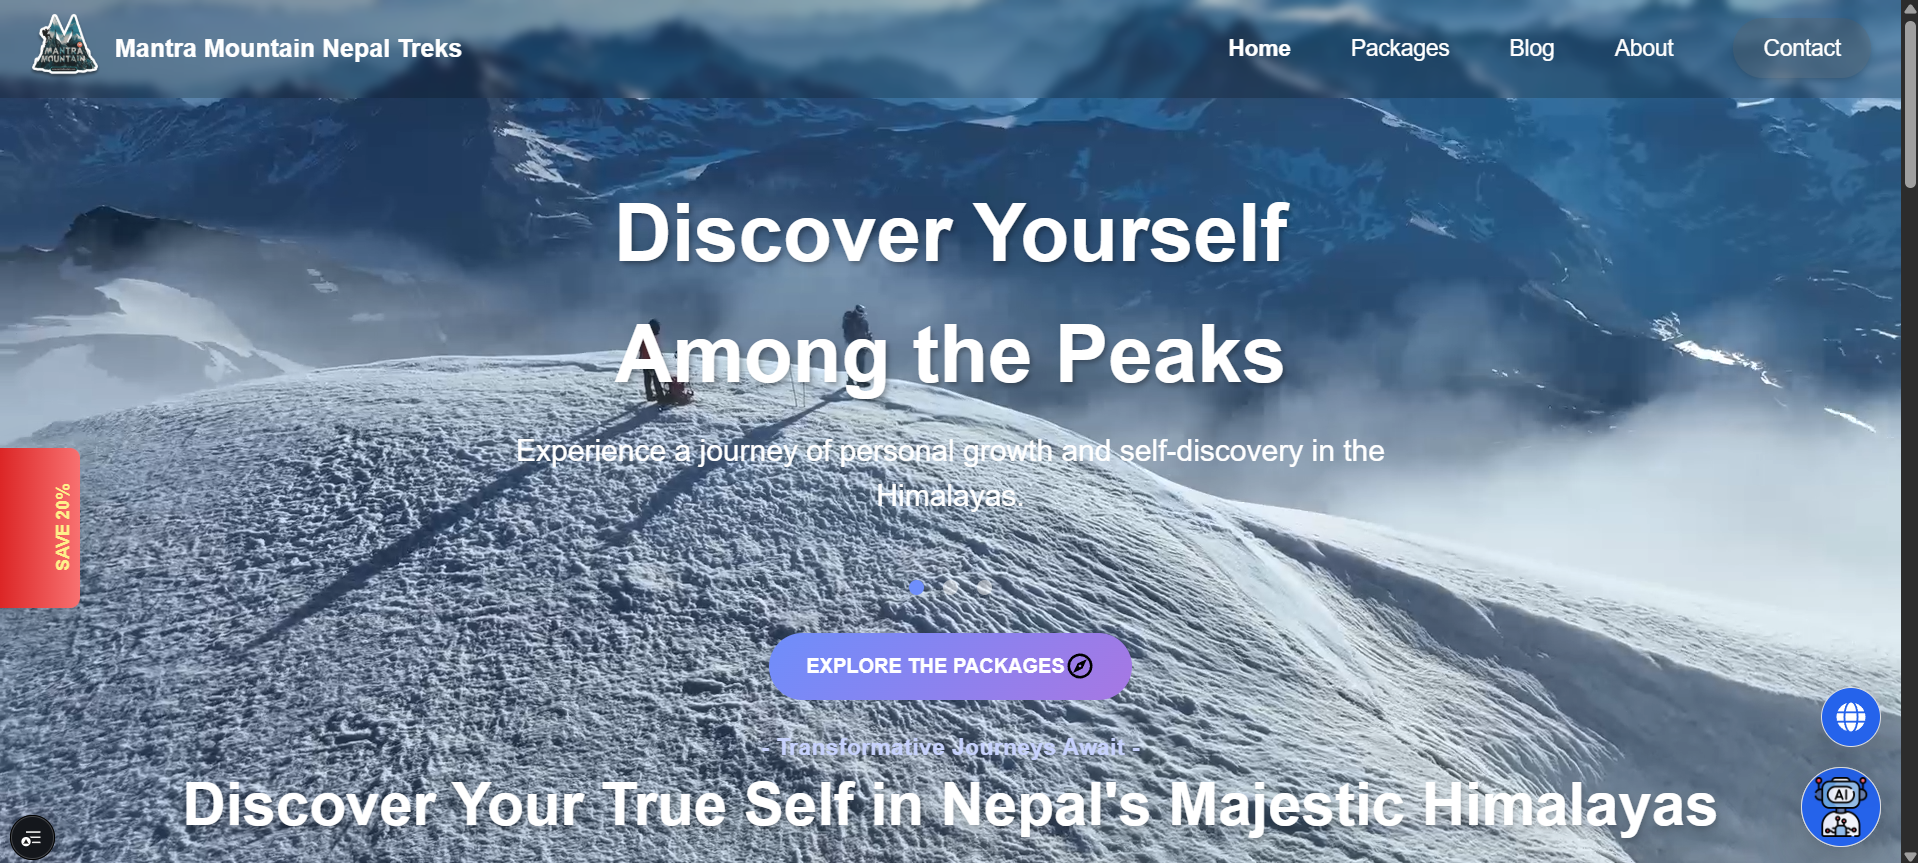 MANTRA
MOUNTAIN
Mantra Mountain Nepal Treks
Home
Packages
Blog
About
Contact
Discover Yourself
Among the Peaks
Experience a journey of personal growth and self-discovery in the
Himalayas.
SAVE 20%
EXPLORE THE PACKAGES
- Transformative Journeys Await -
Discover Your True Self in Nepal's Majestic Himalayas
AI